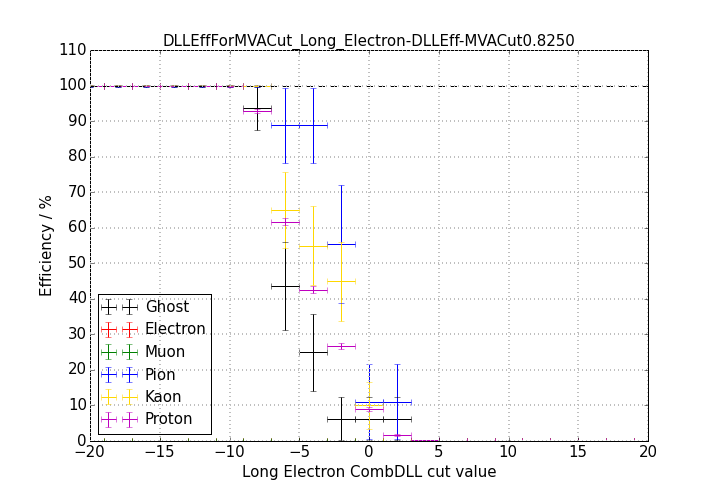 DLLEffForMVACut_Long_Electron-DLLEff-MVACut0.8250
110
100
90
80
70
60
50
40
30
20
10
0
Efficiency / %
Ghost
Electron
Muon
Pion
Kaon
Proton
−20 −15 −10 −5 0 5 10 15 20
Long Electron CombDLL cut value